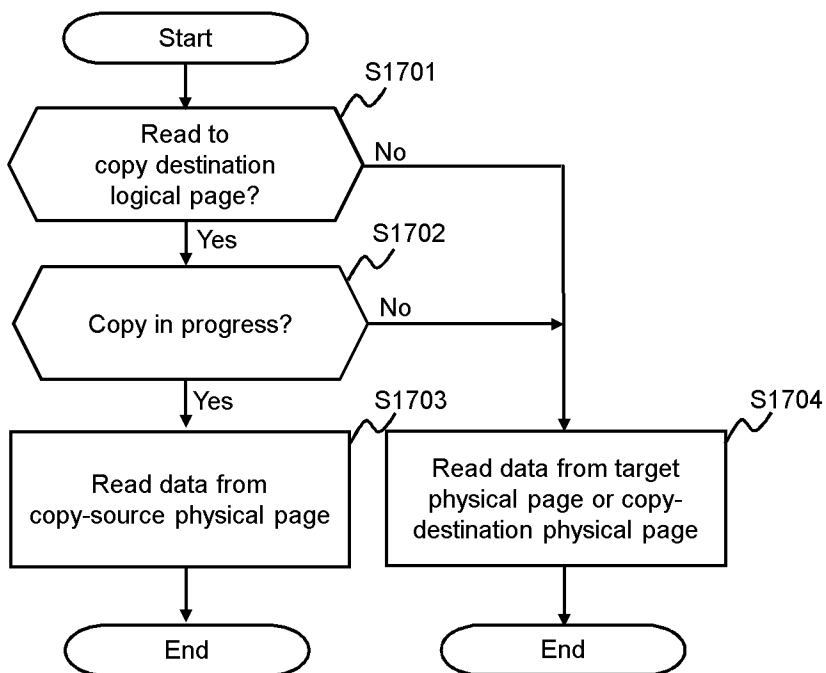 Start
S1701
Read to
copy destination
logical page?
No
Yes
S1702
Copy in progress?
No
Yes
S1703
S1704
Read data from
copy-source physical page
Read data from target
physical page or copy-
destination physical page
End
End